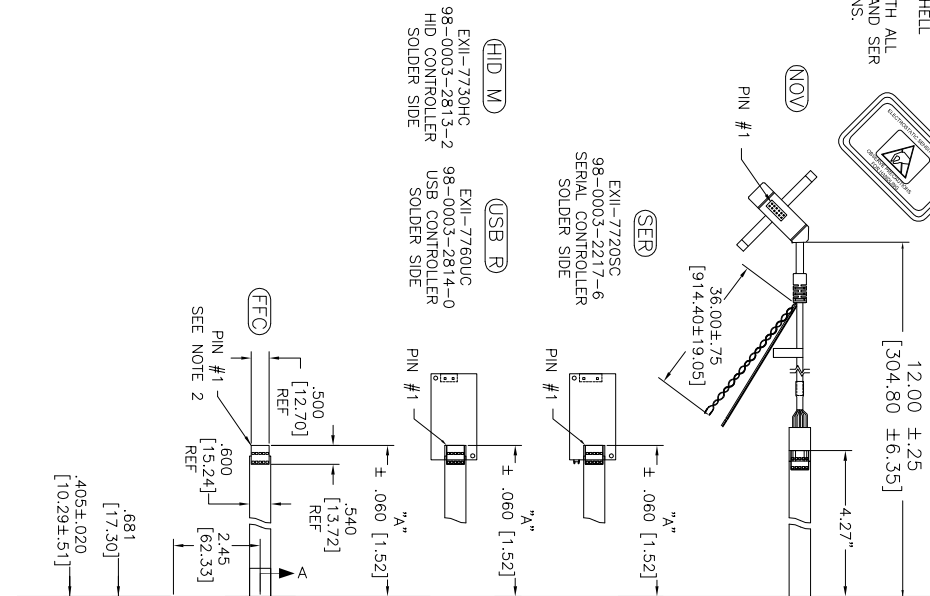 HELL
TH ALL
AND SER
NS.
NOV
PIN #1
ELECTROSTATIC
OBSERVE PRECAUTIONS
FOR HANDLING
12.00 ±.25
[304.80 ±6.35]
36.00±.75
[914.40±19.05]
4.27"
SER
EXII-7720SC
98-0003-2217-6
SERIAL CONTROLLER
SOLDER SIDE
PIN #1
"A"
± .060 [1.52]
HID M
EXII-7730HC
98-0003-2813-2
HID CONTROLLER
SOLDER SIDE
USB R
EXII-7760UC
98-0003-2814-0
USB CONTROLLER
SOLDER SIDE
PIN #1
"A"
± .060 [1.52]
FFC
PIN #1
SEE NOTE 2
.500
[12.70]
REF
"A"
± .060 [1.52]
.540
[13.72]
REF
.600
[15.24]
REF
A
2.45
[62.33]
.681
[17.30]
.405±.020
[10.29±.51]